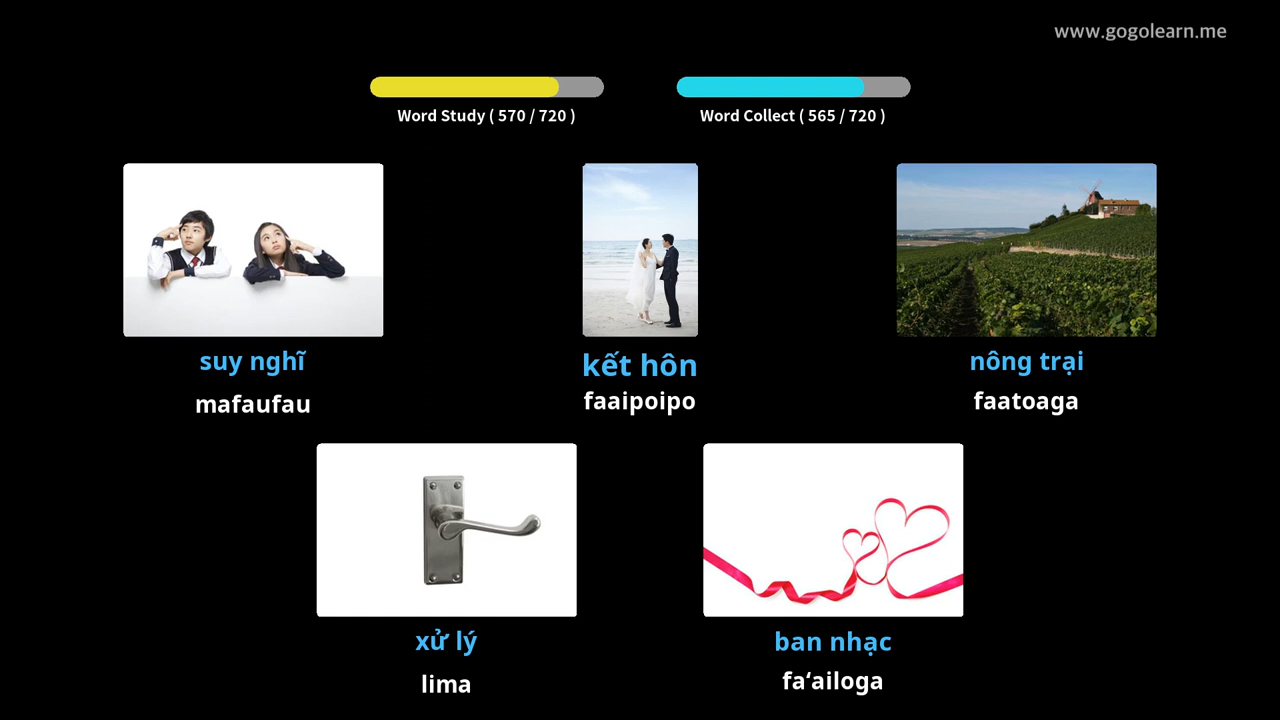 www.gogolearn.me
Word Study ( 570 / 720 )
Word Collect ( 565 / 720 )
suy nghĩ
mafaufau
kết hôn
faaipoipo
nông trại
faatoaga
xử lý
lima
ban nhạc
fa‘ailoga